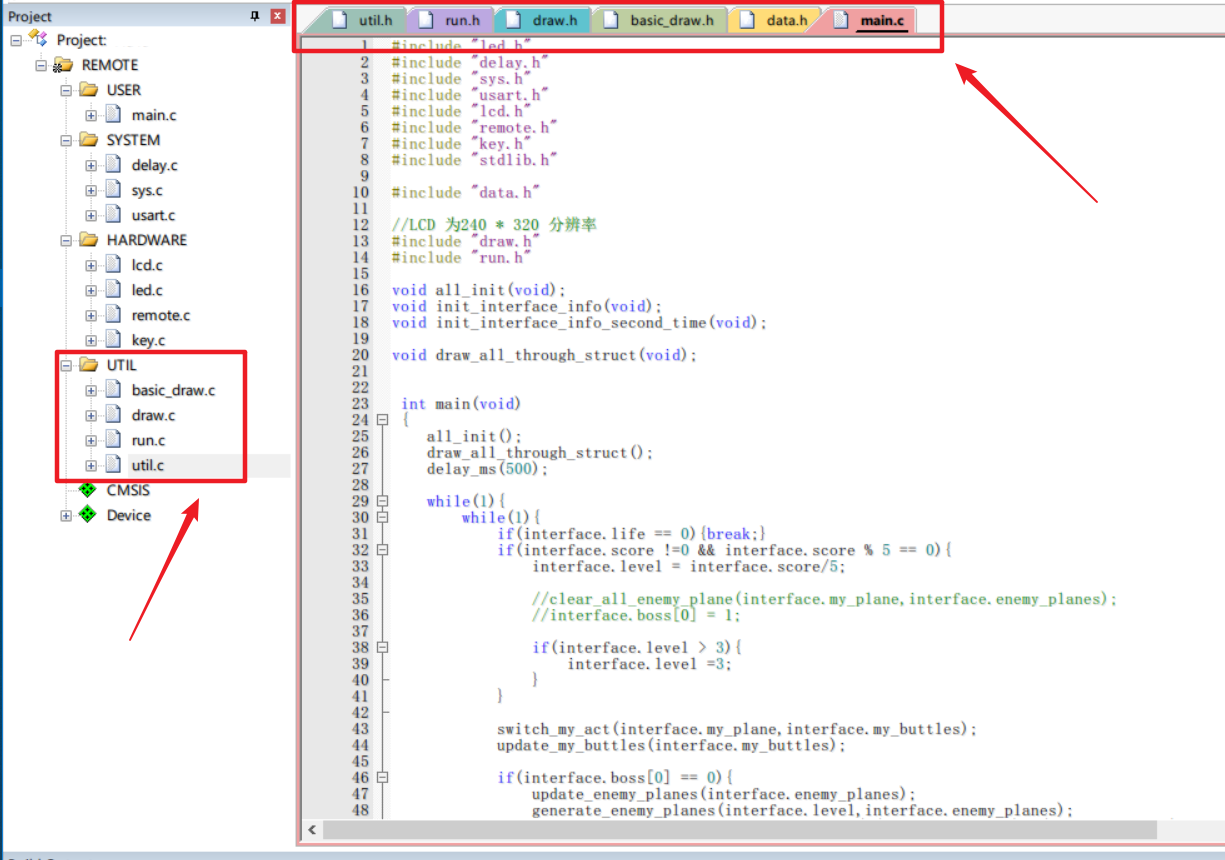 Project
Project:
REMOTE
USER
main.c
SYSTEM
delay.c
sys.c
usart.c
HARDWARE
lcd.c
led.c
remote.c
key.c
UTIL
basic_draw.c
draw.c
run.c
util.c
CMSIS
Device
util.h run.h draw.h basic_draw.h data.h main.c
1 #include "led.h"
2 #include "delay.h"
3 #include "sys.h"
4 #include "usart.h"
5 #include "lcd.h"
6 #include "remote.h"
7 #include "key.h"
8 #include "stdlib.h"
9
10 #include "data.h"
11
12 //LCD 为240 * 320 分辨率
13 #include "draw.h"
14 #include "run.h"
15
16 void all_init(void);
17 void init_interface_info(void);
18 void init_interface_info_second_time(void);
19
20 void draw_all_through_struct(void);
21
22
23 int main(void)
24 {
25 all_init();
26 draw_all_through_struct();
27 delay_ms(500);
28
29 while(1){
30 while(1){
31 if(interface.life == 0){break;}
32 if(interface.score !=0 && interface.score % 5 == 0){
33 interface.level = interface.score/5;
34
35 //clear_all_enemy_plane(interface.my_plane,interface.enemy_planes);
36 //interface.boss[0] = 1;
37
38 if(interface.level > 3){
39 interface.level =3;
40 }
41 }
42
43 switch_my_act(interface.my_plane,interface.my_buttles);
44 update_my_buttles(interface.my_buttles);
45
46 if(interface.boss[0] == 0){
47 update_enemy_planes(interface.enemy_planes);
48 generate_enemy_planes(interface.level,interface.enemy_planes);